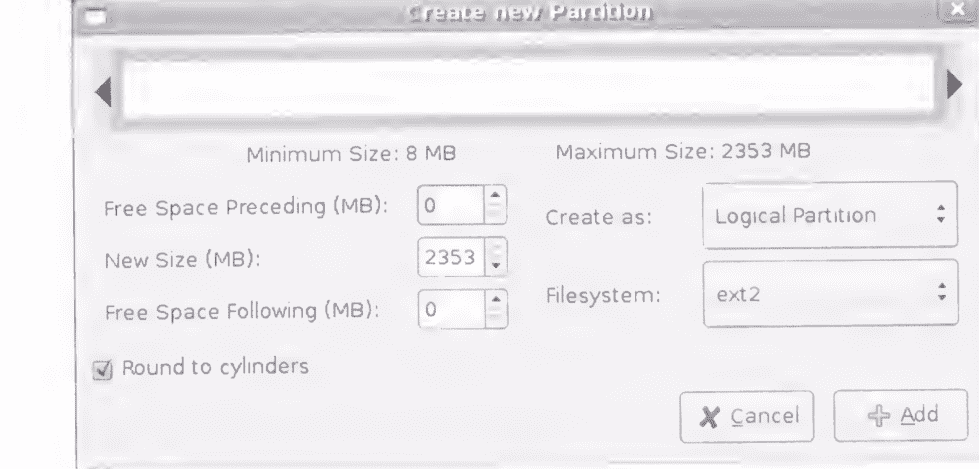 Create new Partition
Minimum Size: 8 MB
Maximum Size: 2353 MB
Free Space Preceding (MB): 0
Create as: Logical Partition
New Size (MB): 2353
Filesystem: ext2
Free Space Following (MB): 0
Round to cylinders
Cancel
Add